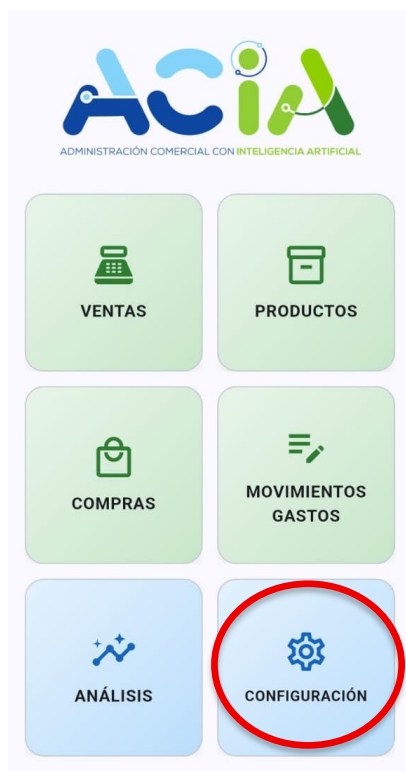 ACiA
ADMINISTRACIÓN COMERCIAL CON INTELIGENCIA ARTIFICIAL
VENTAS
PRODUCTOS
COMPRAS
MOVIMIENTOS
GASTOS
ANÁLISIS
CONFIGURACIÓN